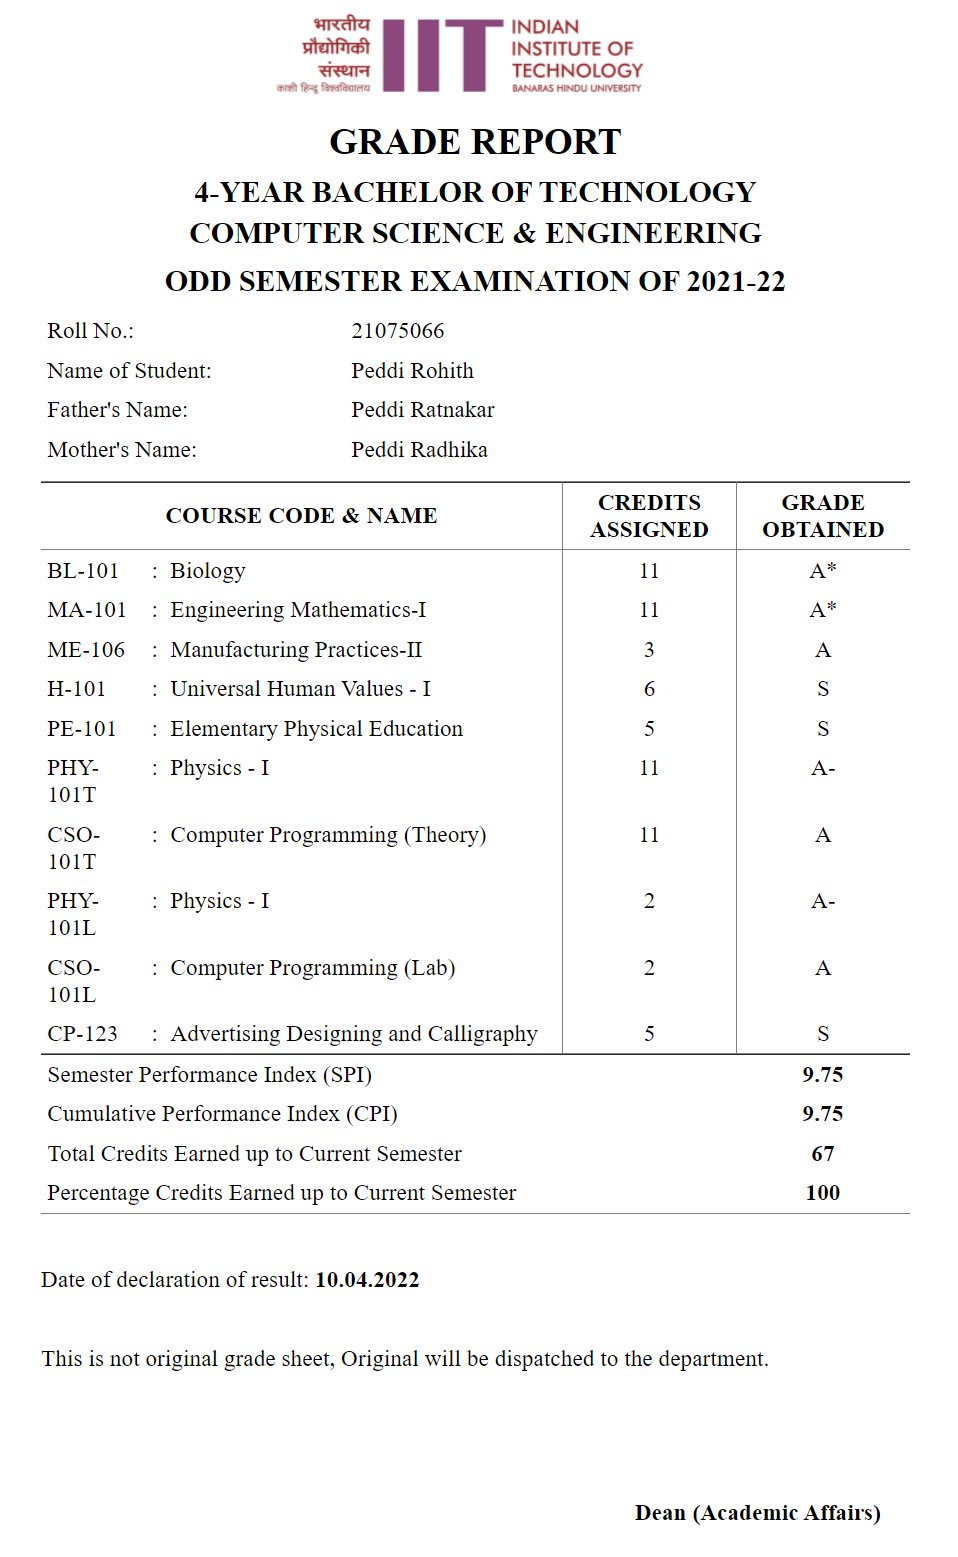 भारतीय
प्रौद्योगिकी
संस्थान
काशी हिन्दू विश्वविद्यालय
IIT
INDIAN
INSTITUTE OF
TECHNOLOGY
BANARAS HINDU UNIVERSITY
GRADE REPORT
4-YEAR BACHELOR OF TECHNOLOGY
COMPUTER SCIENCE & ENGINEERING
ODD SEMESTER EXAMINATION OF 2021-22
Roll No.: 21075066
Name of Student: Peddi Rohith
Father's Name: Peddi Ratnakar
Mother's Name: Peddi Radhika
COURSE CODE & NAME CREDITS ASSIGNED GRADE OBTAINED
BL-101 : Biology 11 A*
MA-101 : Engineering Mathematics-I 11 A*
ME-106 : Manufacturing Practices-II 3 A
H-101 : Universal Human Values - I 6 S
PE-101 : Elementary Physical Education 5 S
PHY-101T : Physics - I 11 A-
CSO-101T : Computer Programming (Theory) 11 A
PHY-101L : Physics - I 2 A-
CSO-101L : Computer Programming (Lab) 2 A
CP-123 : Advertising Designing and Calligraphy 5 S
Semester Performance Index (SPI) 9.75
Cumulative Performance Index (CPI) 9.75
Total Credits Earned up to Current Semester 67
Percentage Credits Earned up to Current Semester 100
Date of declaration of result: 10.04.2022
This is not original grade sheet, Original will be dispatched to the department.
Dean (Academic Affairs)